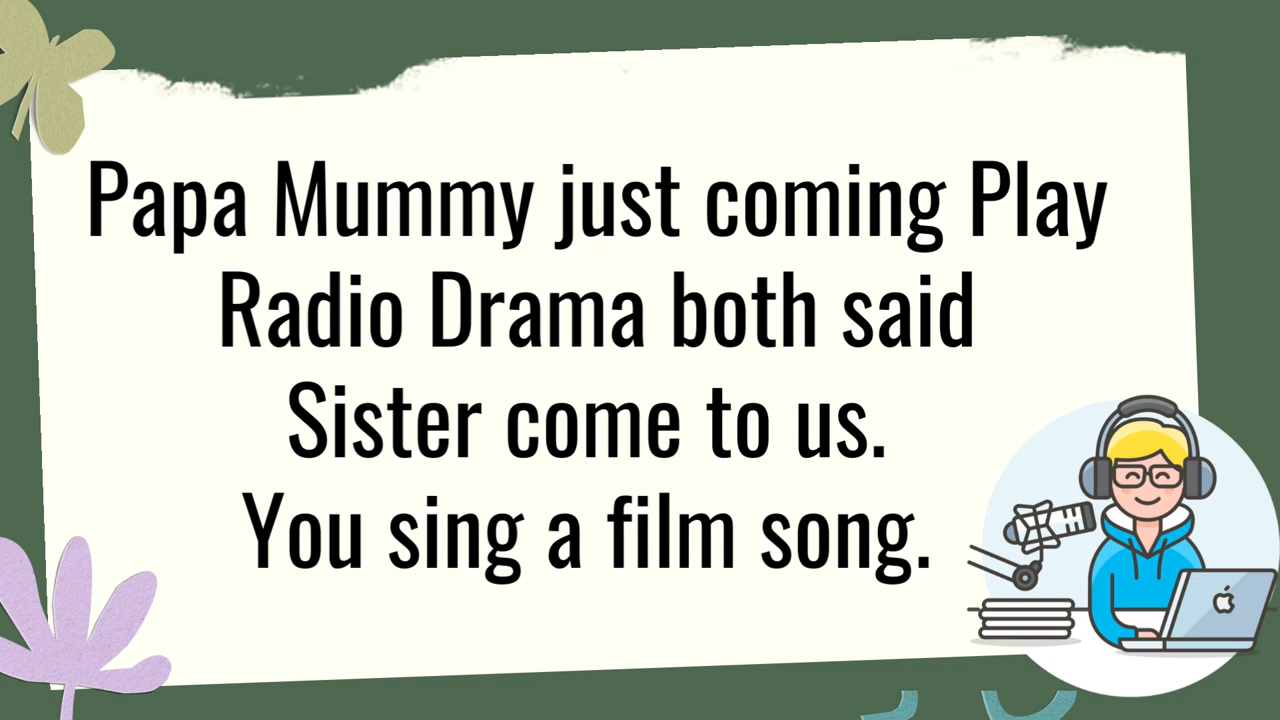 Papa Mummy just coming Play
Radio Drama both said
Sister come to us.
You sing a film song.